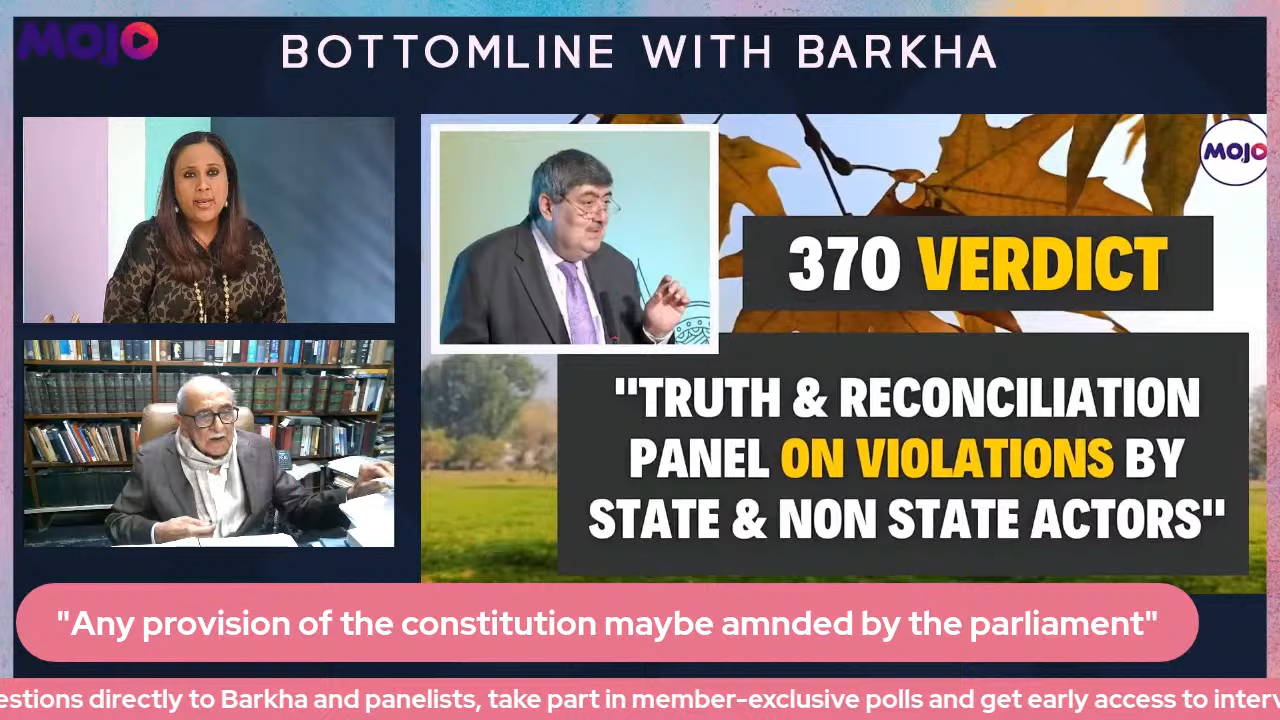 MOJO
BOTTOMLINE WITH BARKHA
MOJO
370 VERDICT
"TRUTH & RECONCILIATION
PANEL ON VIOLATIONS BY
STATE & NON STATE ACTORS"
"Any provision of the constitution maybe amnded by the parliament"
estions directly to Barkha and panelists, take part in member-exclusive polls and get early access to interv